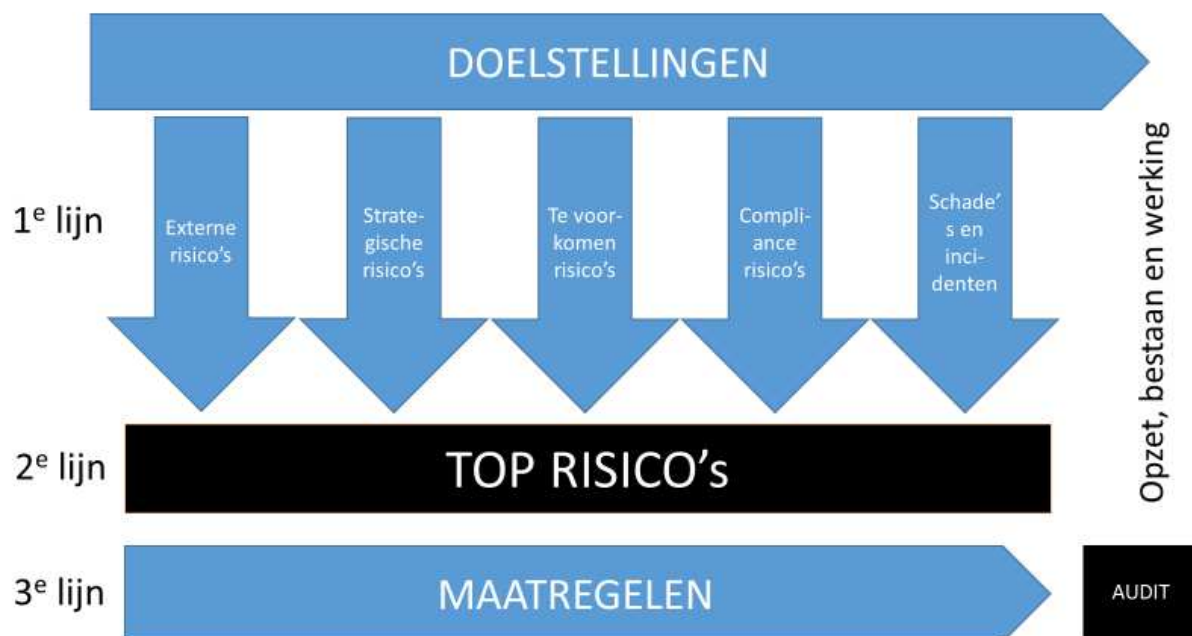 DOELSTELLINGEN
1e lijn
Externe
risico’s
Strate-
gische
risico’s
Te voor-
komen
risico’s
Compli-
ance
risico’s
Schade’
s en
inci-
denten
Opzet, bestaan en werking
2e lijn
TOP RISICO’s
3e lijn
MAATREGELEN
AUDIT